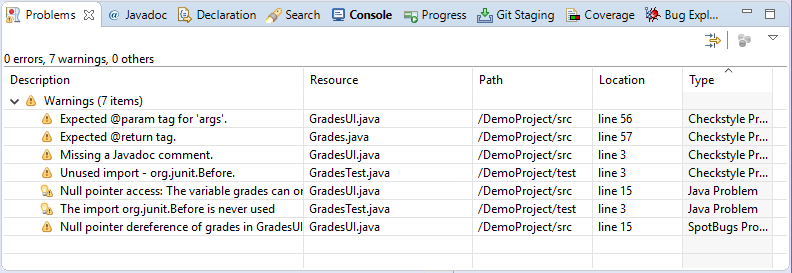 Problems @ Javadoc Declaration Search Console Progress Git Staging Coverage Bug Expl...
0 errors, 7 warnings, 0 others
Description Resource Path Location Type
Warnings (7 items)
Expected @param tag for 'args'. GradesUI.java /DemoProject/src line 56 Checkstyle Pr...
Expected @return tag. Grades.java /DemoProject/src line 57 Checkstyle Pr...
Missing a Javadoc comment. GradesUI.java /DemoProject/src line 3 Checkstyle Pr...
Unused import - org.junit.Before. GradesTest.java /DemoProject/test line 3 Checkstyle Pr...
Null pointer access: The variable grades can or GradesUI.java /DemoProject/src line 15 Java Problem
The import org.junit.Before is never used GradesTest.java /DemoProject/test line 3 Java Problem
Null pointer dereference of grades in GradesUI GradesUI.java /DemoProject/src line 15 SpotBugs Pro...